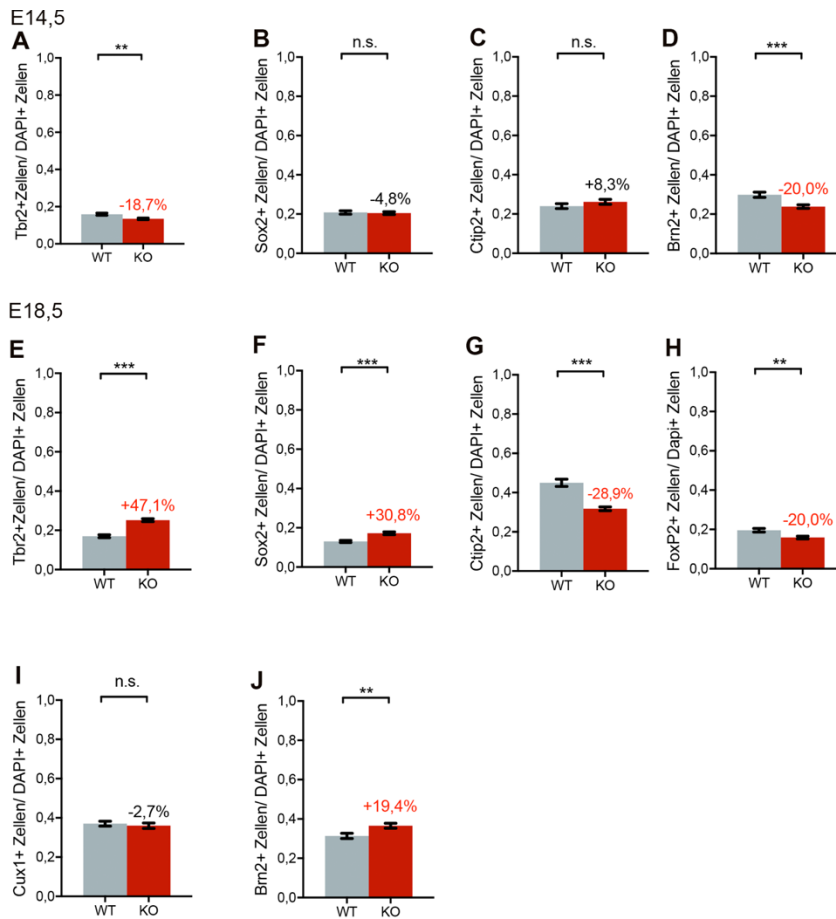 E14,5
A
**
Tbr2+Zellen/ DAPI+ Zellen
1,0
0,8
0,6
0,4
0,2
0,0
-18,7%
WT KO
B
n.s.
Sox2+ Zellen/ DAPI+ Zellen
1,0
0,8
0,6
0,4
0,2
0,0
-4,8%
WT KO
C
n.s.
Ctip2+ Zellen/ DAPI+ Zellen
1,0
0,8
0,6
0,4
0,2
0,0
+8,3%
WT KO
D
***
Brn2+ Zellen/ DAPI+ Zellen
1,0
0,8
0,6
0,4
0,2
0,0
-20,0%
WT KO
E18,5
E
***
Tbr2+Zellen/ DAPI+ Zellen
1,0
0,8
0,6
0,4
0,2
0,0
+47,1%
WT KO
F
***
Sox2+ Zellen/ DAPI+ Zellen
1,0
0,8
0,6
0,4
0,2
0,0
+30,8%
WT KO
G
***
Ctip2+ Zellen/ DAPI+ Zellen
1,0
0,8
0,6
0,4
0,2
0,0
-28,9%
WT KO
H
**
FoxP2+ Zellen/ Dapi+ Zellen
1,0
0,8
0,6
0,4
0,2
0,0
-20,0%
WT KO
I
n.s.
Cux1+ Zellen/ DAPI+ Zellen
1,0
0,8
0,6
0,4
0,2
0,0
-2,7%
WT KO
J
**
Brn2+ Zellen/ DAPI+ Zellen
1,0
0,8
0,6
0,4
0,2
0,0
+19,4%
WT KO